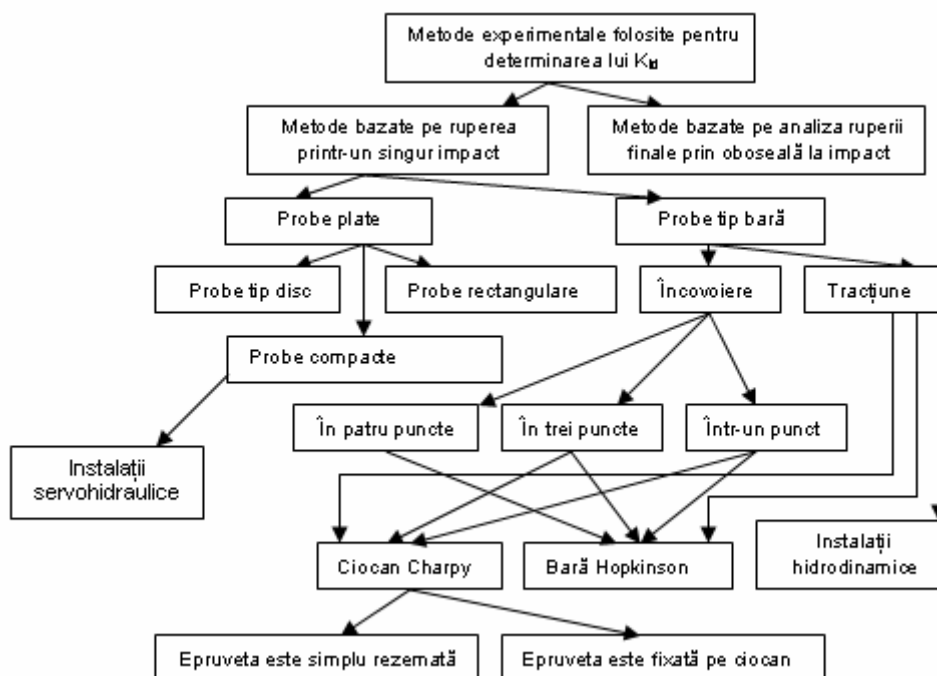 Metode experimentale folosite pentru
determinarea lui K_Id
Metode bazate pe ruperea
printr-un singur impact
Metode bazate pe analiza ruperii
finale prin oboseală la impact
Probe plate
Probe tip bară
Probe tip disc
Probe rectangulare
Încovoiere
Tracțiune
Probe compacte
În patru puncte
În trei puncte
Într-un punct
Instalații
servohidraulice
Ciocan Charpy
Bară Hopkinson
Instalații
hidrodinamice
Epruveta este simplu rezemată
Epruveta este fixată pe ciocan